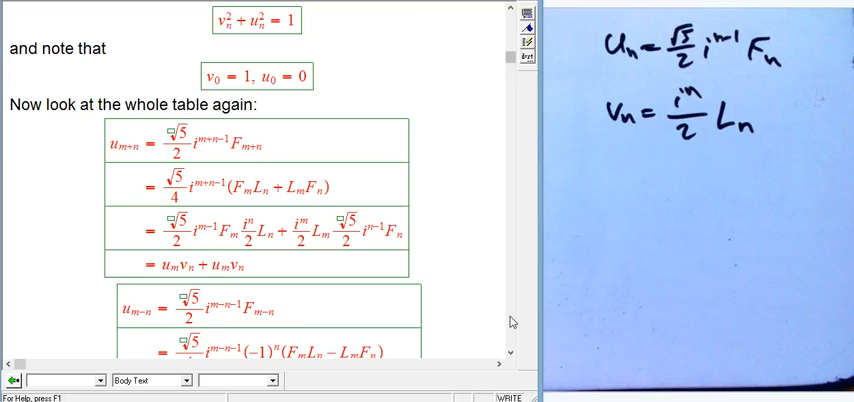 v_n^2 + u_n^2 = 1
and note that
v_0 = 1, u_0 = 0
Now look at the whole table again:
u_{m+n} = \frac{\sqrt{5}}{2} i^{m+n-1} F_{m+n}
= \frac{\sqrt{5}}{4} i^{m+n-1} (F_m L_n + L_m F_n)
= \frac{\sqrt{5}}{2} i^{m-1} F_m \frac{i^n}{2} L_n + \frac{i^m}{2} L_m \frac{\sqrt{5}}{2} i^{n-1} F_n
= u_m v_n + u_m v_n
u_{m-n} = \frac{\sqrt{5}}{2} i^{m-n-1} F_{m-n}
i^{m-n-1} (-1)^n (F_m L_n - L_m F_n)
Body Text
For Help, press F1
WRITE
u_n = \frac{\sqrt{5}}{2} i^{n-1} F_n
v_n = \frac{i^n}{2} L_n